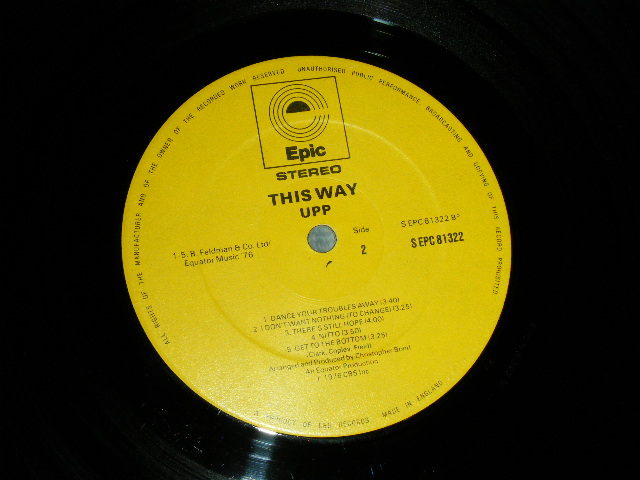 ALL RIGHTS OF THE MANUFACTURER AND OF THE OWNER OF THE RECORDED WORK RESERVED UNAUTHORISED PUBLIC PERFORMANCE BROADCASTING AND COPYING OF THIS RECORD PROHIBITED
Epic
STEREO
THIS WAY
UPP
1-5. B. Feldman & Co. Ltd/
Equator Music '76
Side
2
S EPC 81322 B
S EPC 81322
1. DANCE YOUR TROUBLES AWAY (3.40)
2. I DON'T WANT NOTHING (TO CHANGE) (3.25)
3. THERE'S STILL HOPE (4.00)
4. NITTO (3.50)
5. GET TO THE BOTTOM (3.25)
(Clark, Copley, Field)
Arranged and Produced by Christopher Bond
An Equator Production
1976 CBS Inc.
A PRODUCT OF CBS RECORDS MADE IN ENGLAND